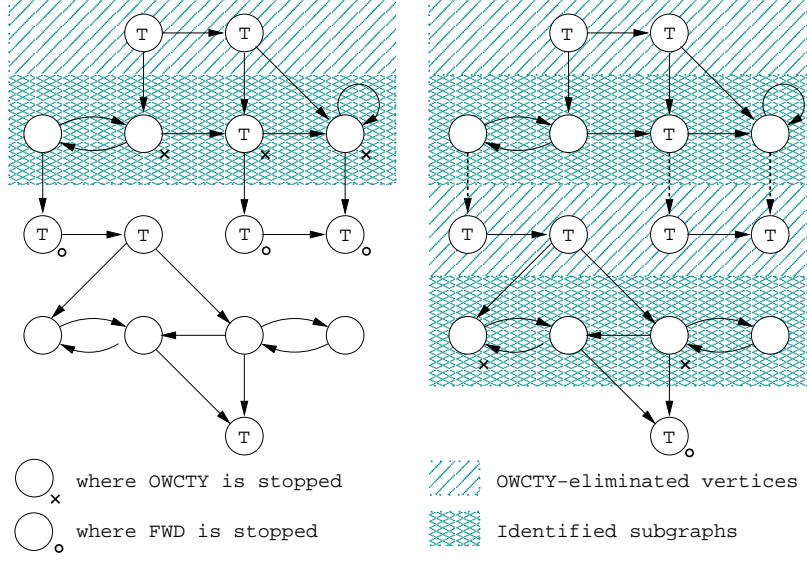 T T T T
T T
T T T T T T T T
T T
where OWCTY is stopped OWCTY-eliminated vertices
where FWD is stopped Identified subgraphs